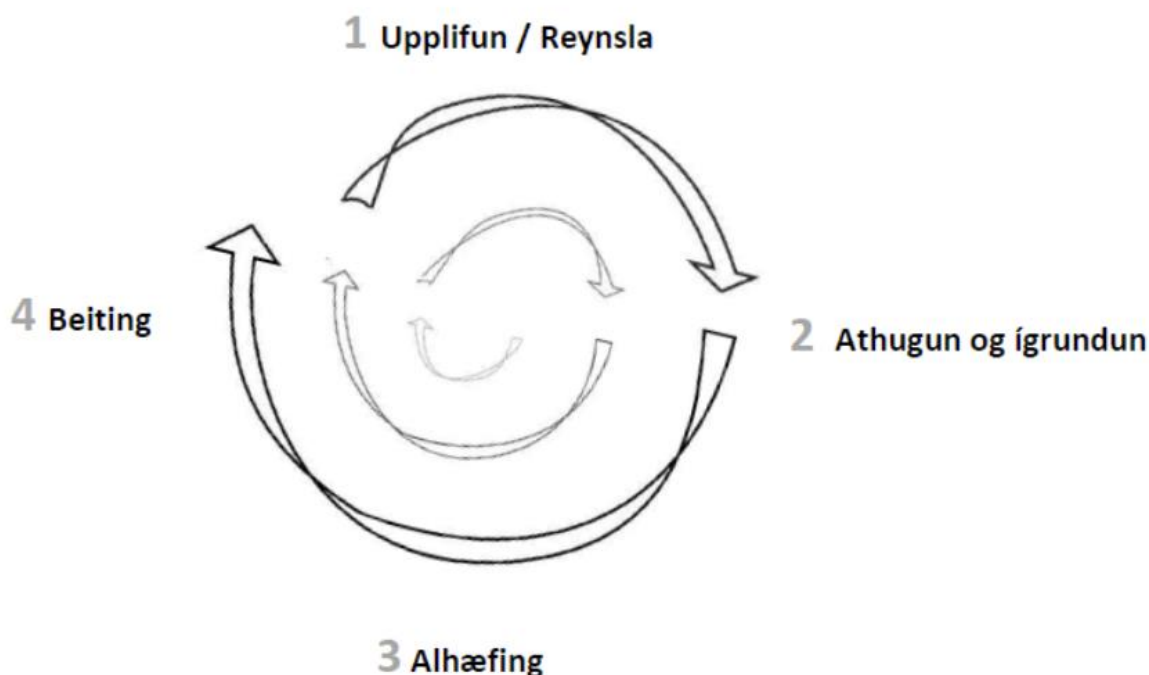 1 Upplifun / Reynsla
2 Athugun og ígrundun
3 Alhæfing
4 Beiting